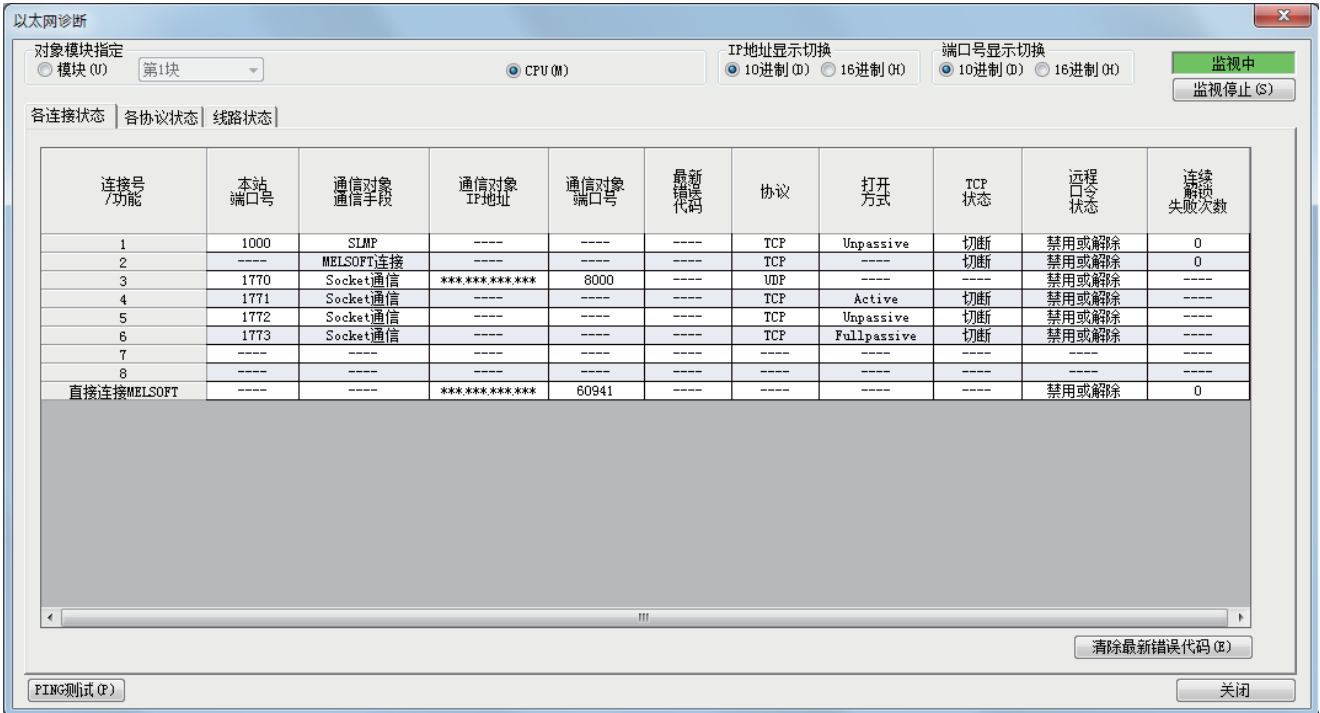 以太网诊断
对象模块指定
模块(U) 第1块 CPU(M)
IP地址显示切换
10进制(D) 16进制(H)
端口号显示切换
10进制(D) 16进制(H)
监视中
监视停止(S)
各连接状态 各协议状态 线路状态
连接号/功能 本站端口号 通信对象通信手段 通信对象IP地址 通信对象端口号 最新错误代码 协议 打开方式 TCP状态 远程口令状态 连续解锁失败次数
1 1000 SLMP ---- ---- ---- TCP Unpassive 切断 禁用或解除 0
2 ---- MELSOFT连接 ---- ---- ---- TCP ---- 切断 禁用或解除 0
3 1770 Socket通信 ***.***.***.*** 8000 ---- UDP ---- ---- 禁用或解除 ----
4 1771 Socket通信 ---- ---- ---- TCP Active 切断 禁用或解除 ----
5 1772 Socket通信 ---- ---- ---- TCP Unpassive 切断 禁用或解除 ----
6 1773 Socket通信 ---- ---- ---- TCP Fullpassive 切断 禁用或解除 ----
7 ---- ---- ---- ---- ---- ---- ---- ---- ---- ----
8 ---- ---- ---- ---- ---- ---- ---- ---- ---- ----
直接连接MELSOFT ---- ---- ***.***.***.*** 60941 ---- ---- ---- ---- 禁用或解除 0
清除最新错误代码(E)
PING测试(P) 关闭